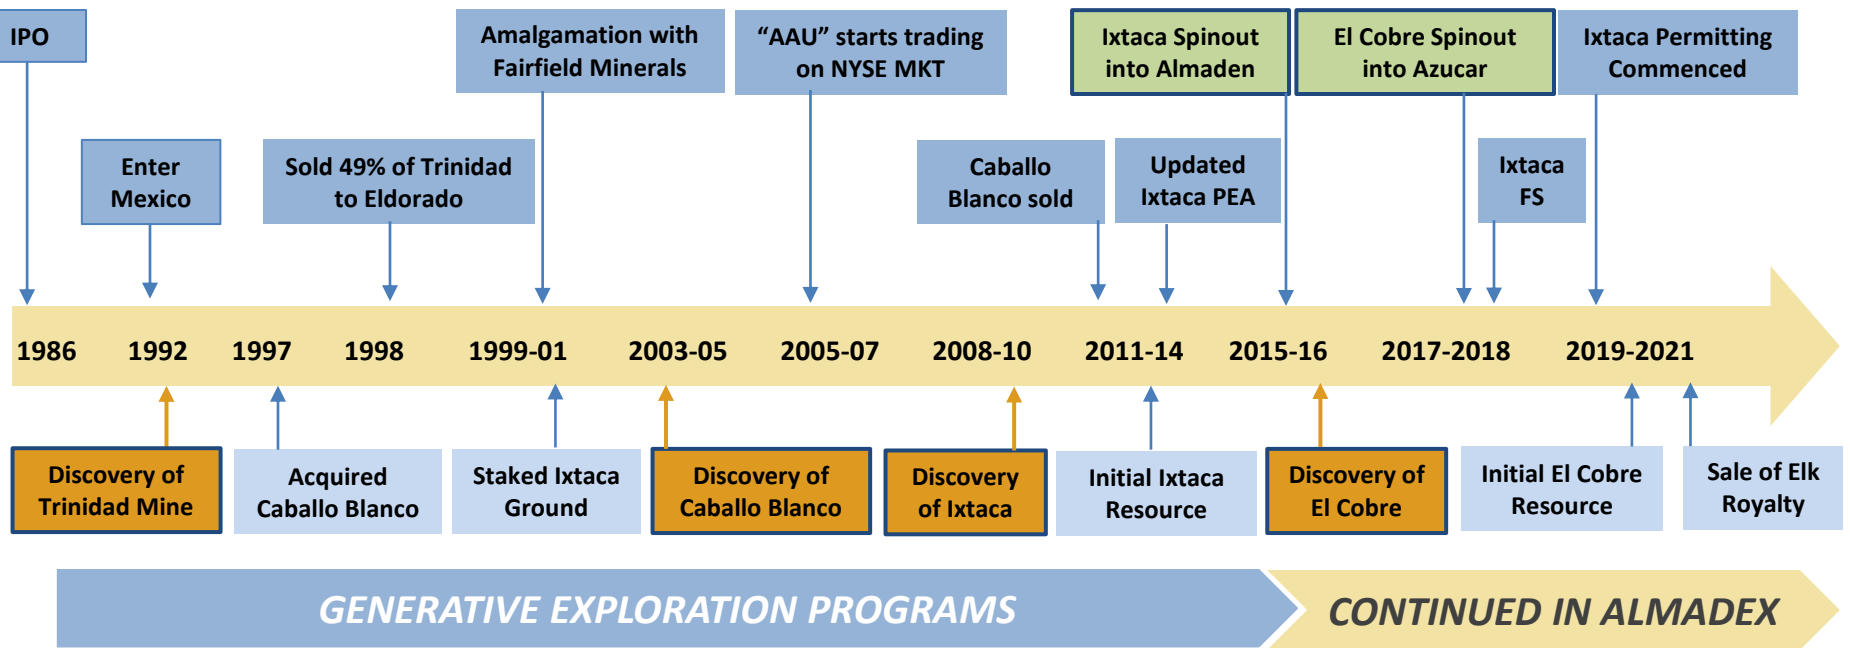 IPO
Amalgamation with
Fairfield Minerals
“AAU” starts trading
on NYSE MKT
Ixtaca Spinout
into Almaden
El Cobre Spinout
into Azucar
Ixtaca Permitting
Commenced
Enter
Mexico
Sold 49% of Trinidad
to Eldorado
Caballo
Blanco sold
Updated
Ixtaca PEA
Ixtaca
FS
1986 1992 1997 1998 1999-01 2003-05 2005-07 2008-10 2011-14 2015-16 2017-2018 2019-2021
Discovery of
Trinidad Mine
Acquired
Caballo Blanco
Staked Ixtaca
Ground
Discovery of
Caballo Blanco
Discovery
of Ixtaca
Initial Ixtaca
Resource
Discovery of
El Cobre
Initial El Cobre
Resource
Sale of Elk
Royalty
GENERATIVE EXPLORATION PROGRAMS
CONTINUED IN ALMADEX